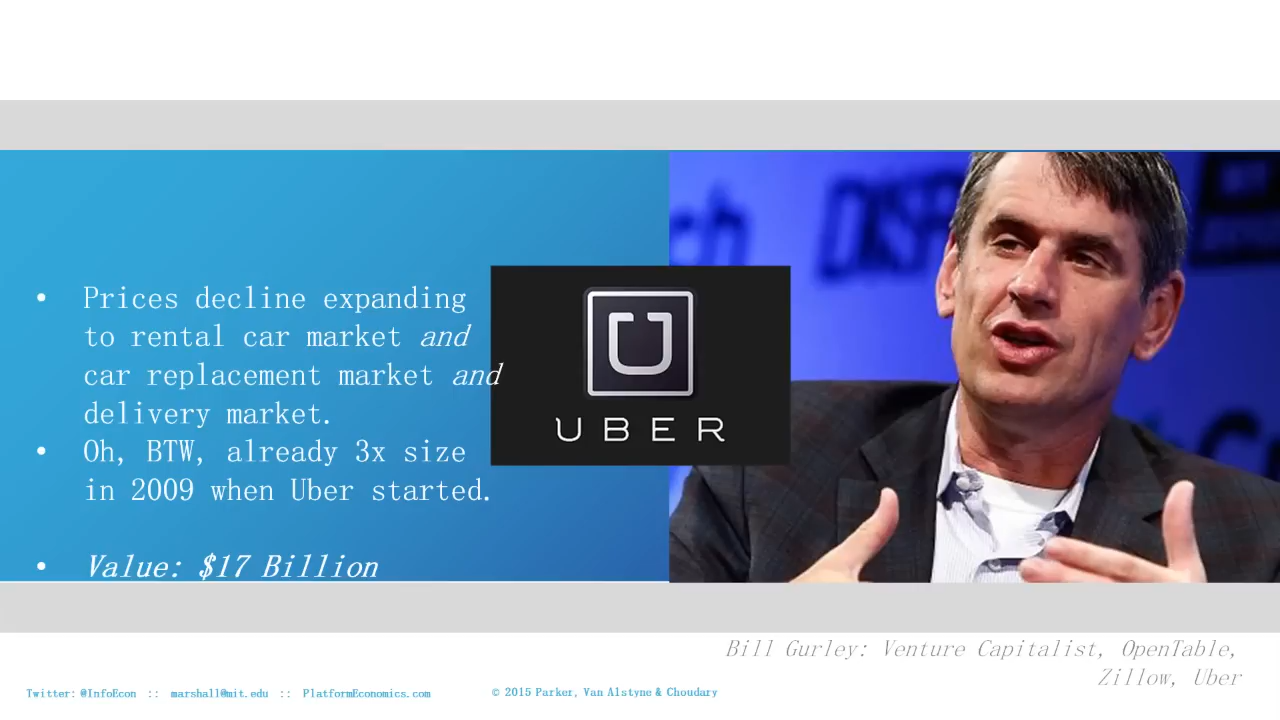 • Prices decline expanding
to rental car market and
car replacement market and
delivery market.
• Oh, BTW, already 3x size
in 2009 when Uber started.
• Value: $17 Billion
UBER
Bill Gurley: Venture Capitalist, OpenTable,
Zillow, Uber
Twitter: @InfoEcon :: marshall@mit.edu :: PlatformEconomics.com
© 2015 Parker, Van Alstyne & Choudary